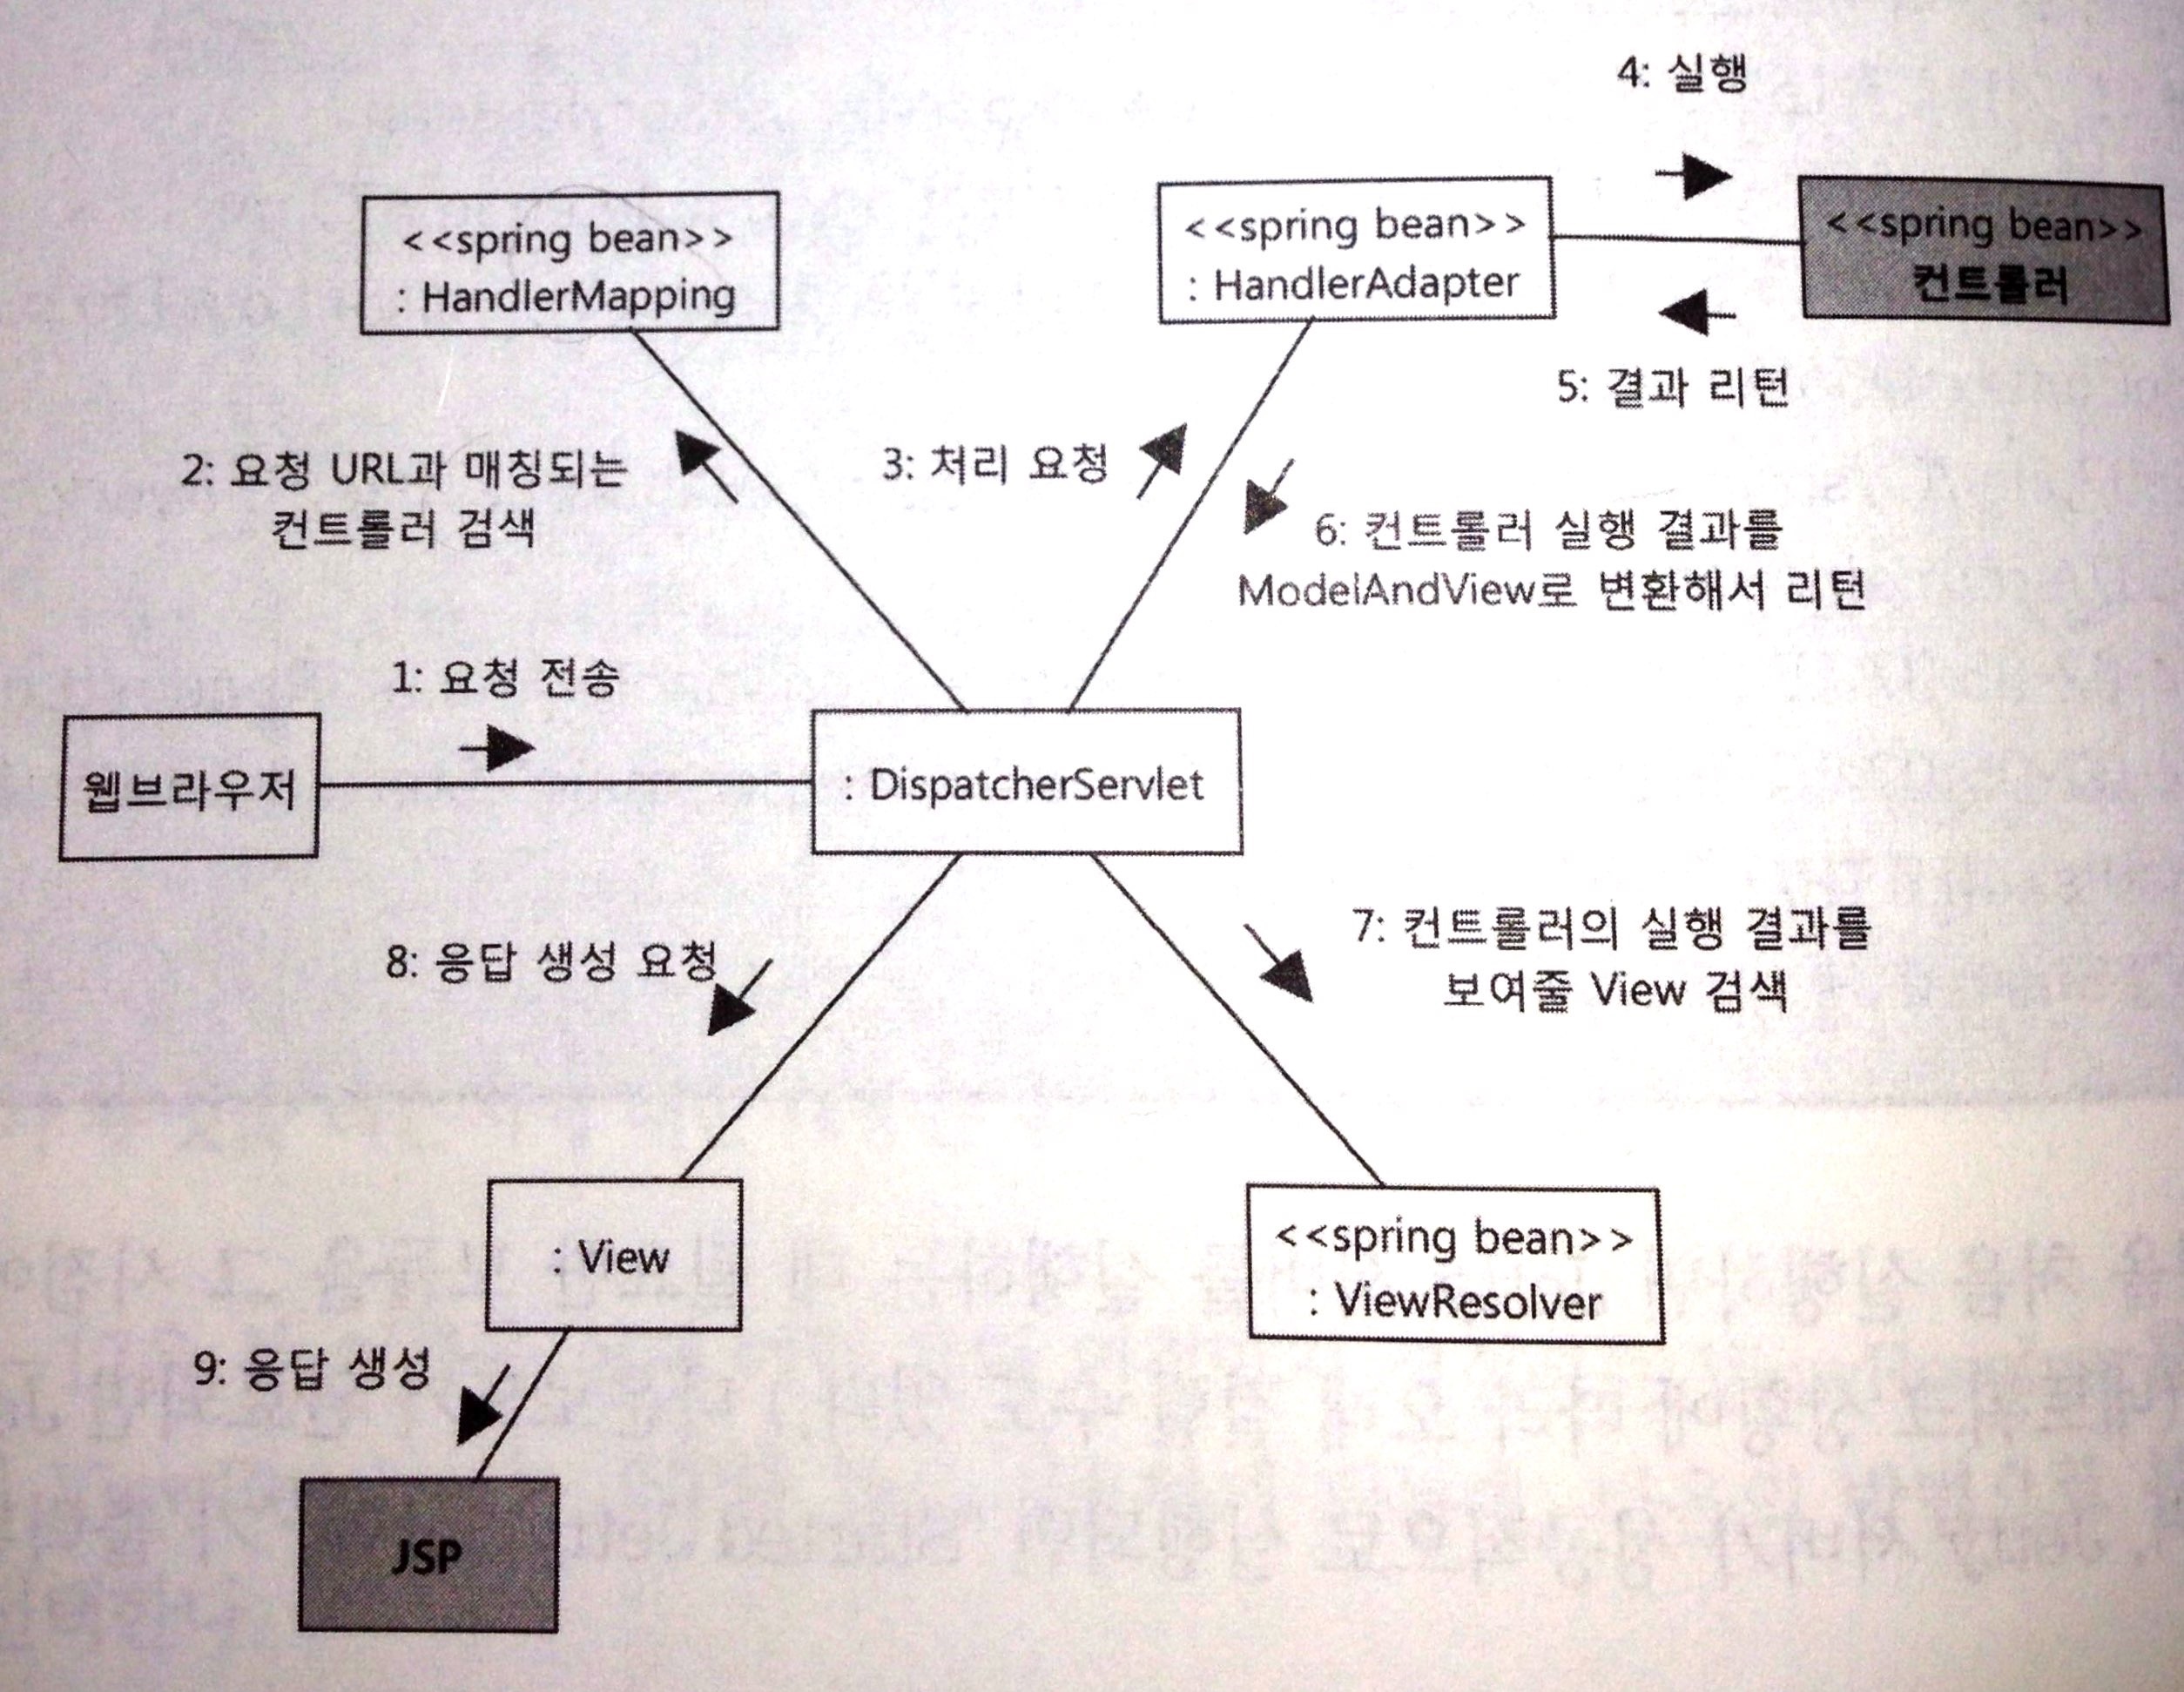 4: 실행
<<spring bean>>
: HandlerMapping
<<spring bean>>
: HandlerAdapter
<<spring bean>>
컨트롤러
5: 결과 리턴
2: 요청 URL과 매칭되는
컨트롤러 검색
3: 처리 요청
6: 컨트롤러 실행 결과를
ModelAndView로 변환해서 리턴
1: 요청 전송
웹브라우저
: DispatcherServlet
8: 응답 생성 요청
7: 컨트롤러의 실행 결과를
보여줄 View 검색
: View
<<spring bean>>
: ViewResolver
9: 응답 생성
JSP